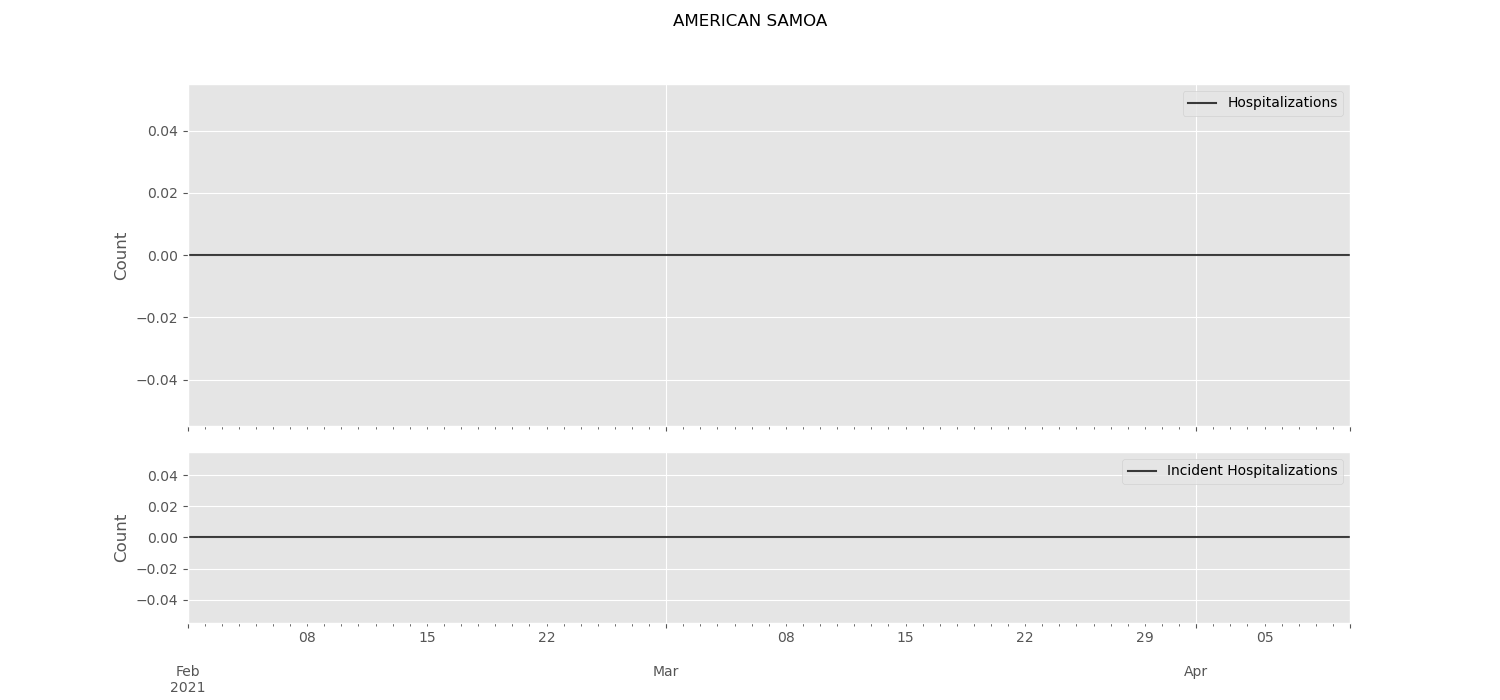 AMERICAN SAMOA
Hospitalizations
0.04
0.02
0.00
−0.02
−0.04
Count
Incident Hospitalizations
0.04
0.02
0.00
−0.02
−0.04
Count
08 15 22 08 15 22 29 05
Feb Mar Apr
2021